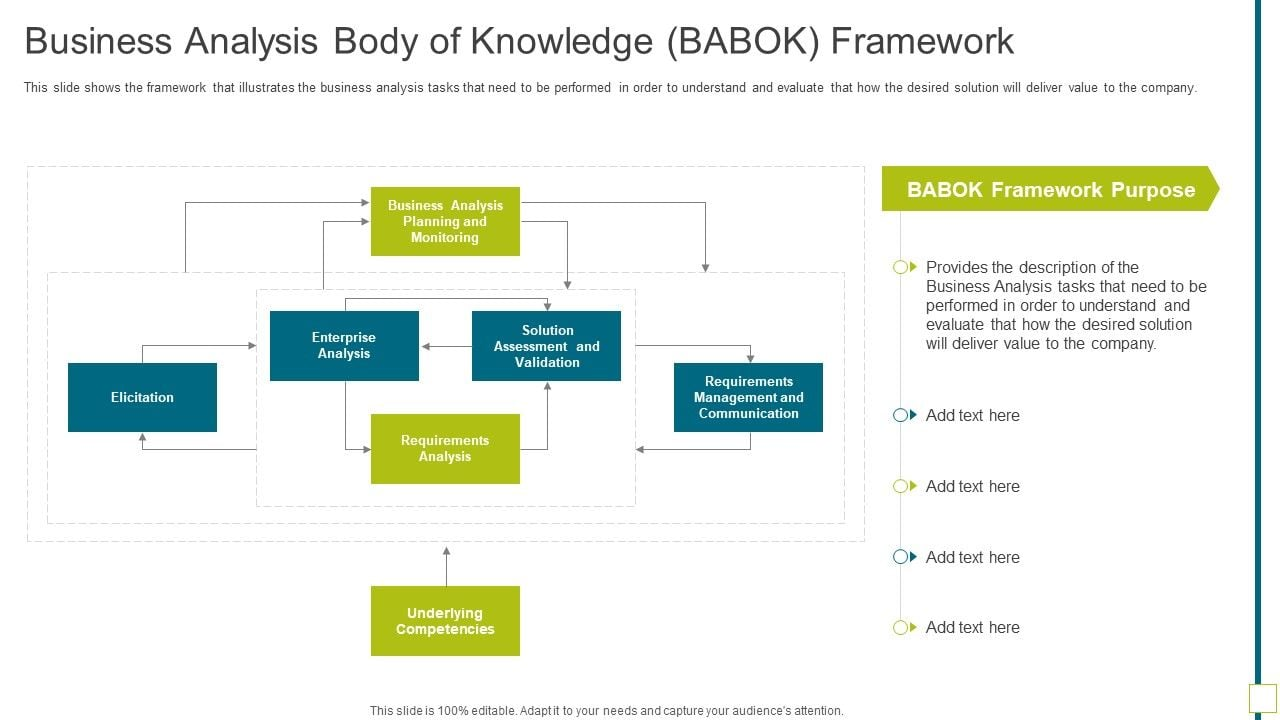 Business Analysis Body of Knowledge (BABOK) Framework
This slide shows the framework that illustrates the business analysis tasks that need to be performed in order to understand and evaluate that how the desired solution will deliver value to the company.
Business Analysis
Planning and
Monitoring
Enterprise
Analysis
Solution
Assessment and
Validation
Elicitation
Requirements
Management and
Communication
Requirements
Analysis
Underlying
Competencies
BABOK Framework Purpose
Provides the description of the
Business Analysis tasks that need to be
performed in order to understand and
evaluate that how the desired solution
will deliver value to the company.
Add text here
Add text here
Add text here
Add text here
This slide is 100% editable. Adapt it to your needs and capture your audience's attention.